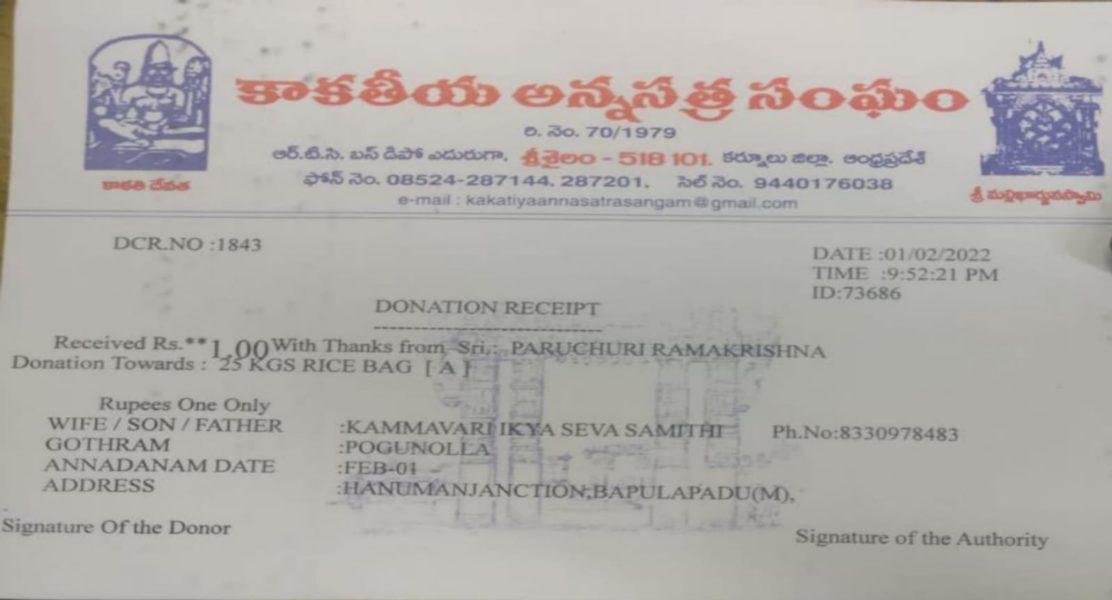 కాకతీయ అన్నసత్ర సంఘం
రి. నెం. 70/1979
ఆర్.టి.సి. బస్ డిపో ఎదురుగా, శ్రీశైలం - 518 101. కర్నూలు జిల్లా, ఆంధ్రప్రదేశ్
ఫోన్ నెం. 08524-287144, 287201, సెల్ నెం. 9440176038
e-mail : kakatiyaannasatrasangam@gmail.com
కాకతి దేవత
శ్రీ మల్లిఖార్జునస్వామి
DCR.NO :1843
DATE :01/02/2022
TIME :9:52:21 PM
ID:73686
DONATION RECEIPT
Received Rs.**1.00 With Thanks from Sri.: PARUCHURI RAMAKRISHNA
Donation Towards : 25 KGS RICE BAG [ A ]
Rupees One Only
WIFE / SON / FATHER :KAMMAVARI IKYA SEVA SAMITHI Ph.No:8330978483
GOTHRAM :POGUNOLLA
ANNADANAM DATE :FEB-01
ADDRESS :HANUMANJANCTION,BAPULAPADU(M),
Signature Of the Donor
Signature of the Authority